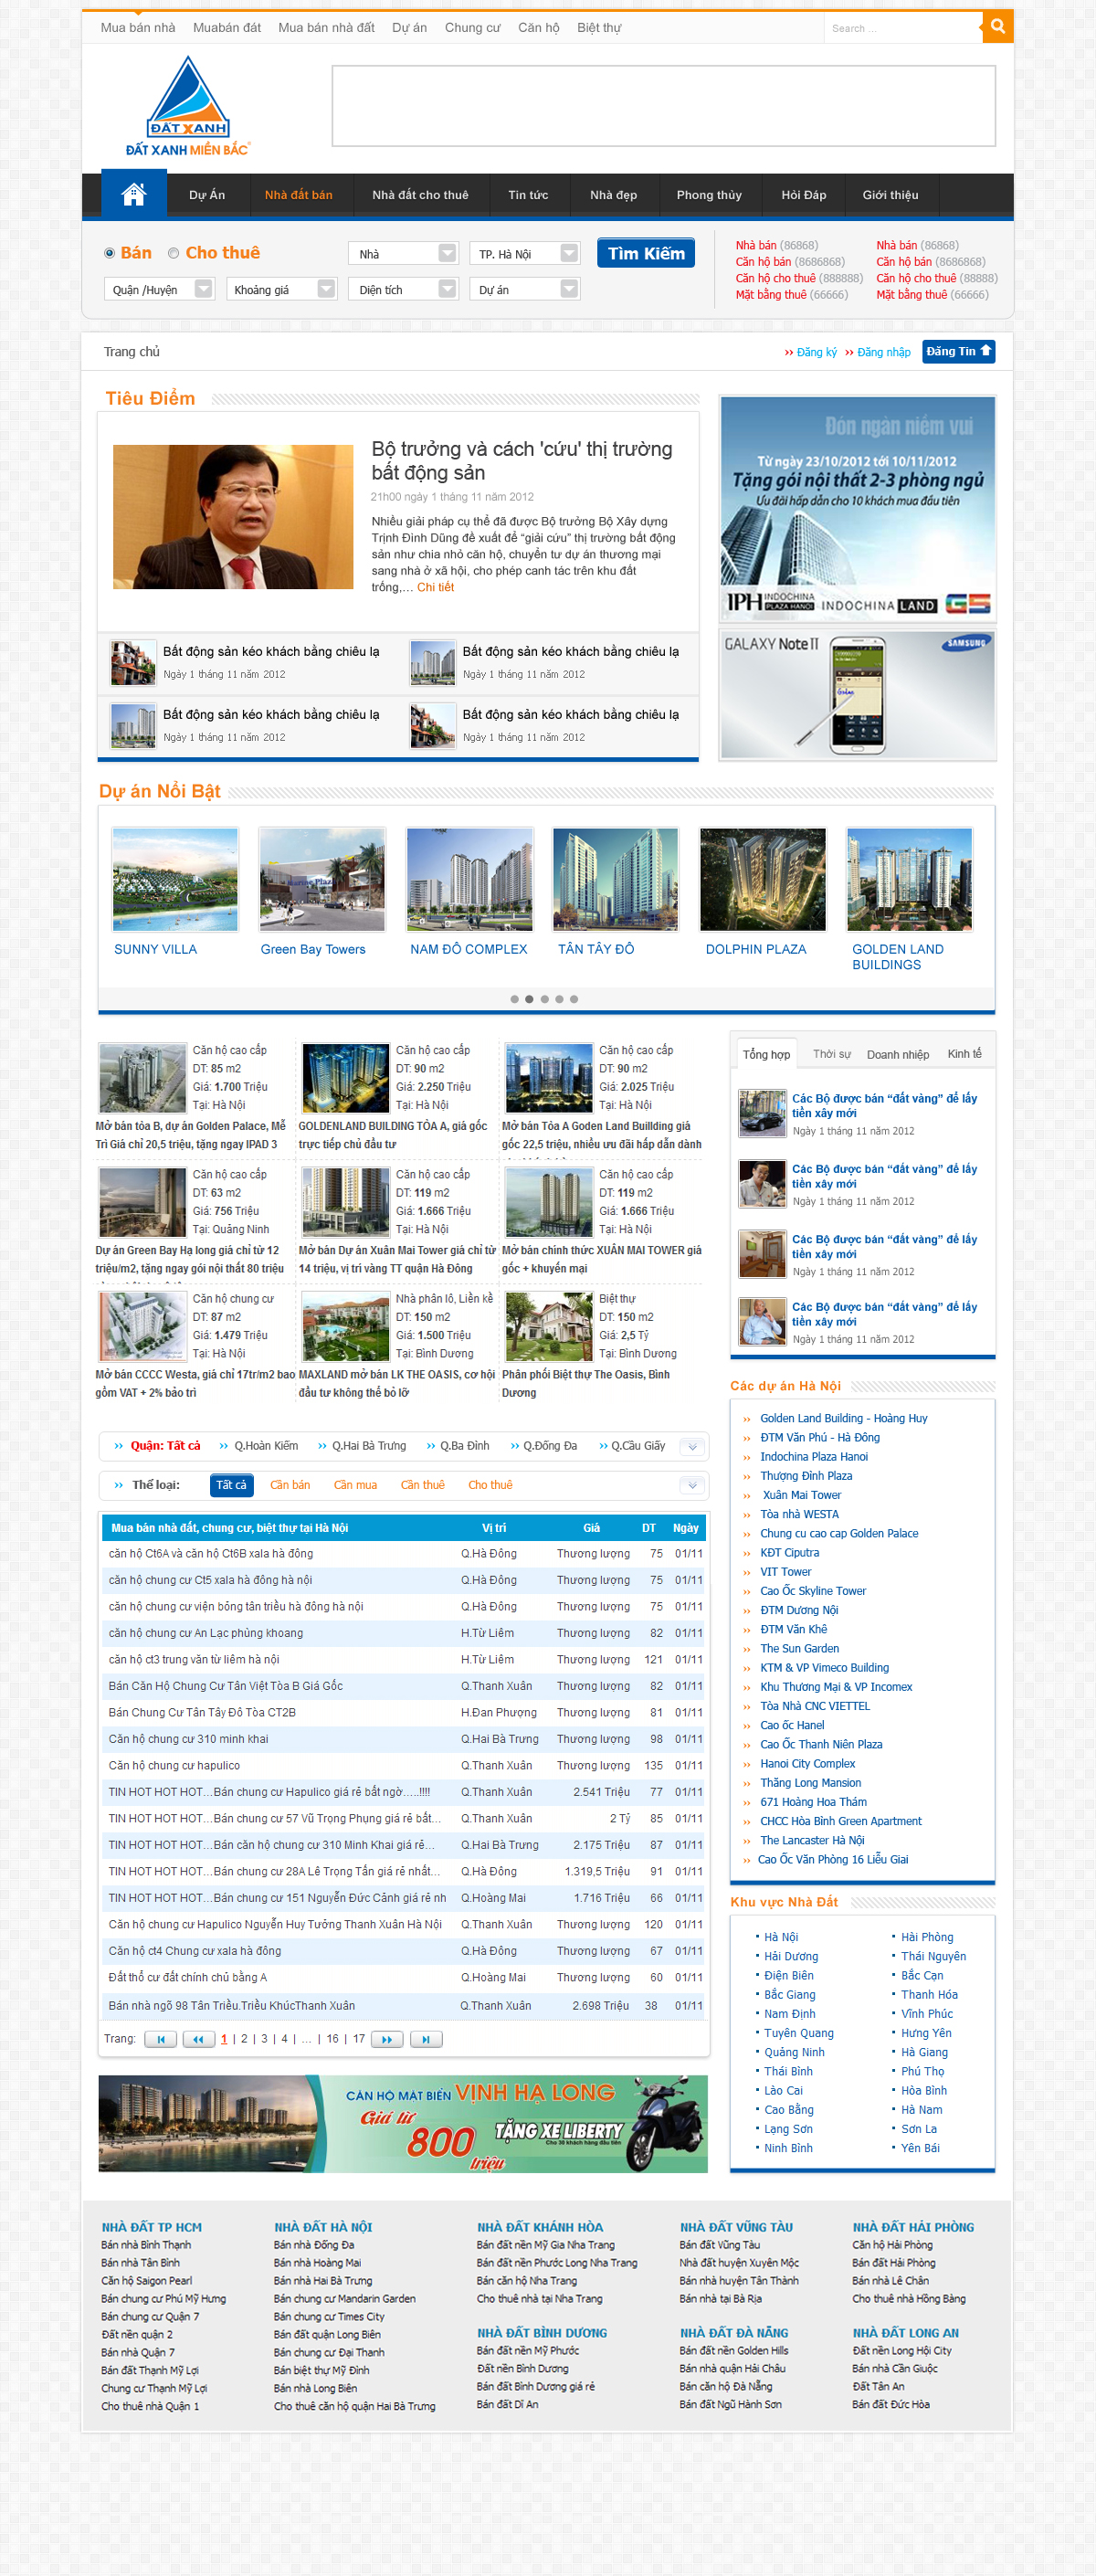 Mua bán nhà Muabán đát Mua bán nhà đất Dự án Chung cư Căn hộ Biệt thự
Search ...
ĐẤT XANH
ĐẤT XANH MIỀN BẮC
Dự Án Nhà đất bán Nhà đất cho thuê Tin tức Nhà đẹp Phong thủy Hỏi Đáp Giới thiệu
Bán Cho thuê Nhà TP. Hà Nội Tìm Kiếm
Quận /Huyện Khoảng giá Diện tích Dự án
Nhà bán (86868) Nhà bán (86868)
Căn hộ bán (8686868) Căn hộ bán (8686868)
Căn hộ cho thuê (888888) Căn hộ cho thuê (88888)
Mặt bằng thuê (66666) Mặt bằng thuê (66666)
Trang chủ Đăng ký Đăng nhập Đăng Tin
Tiêu Điểm
Bộ trưởng và cách 'cứu' thị trường
bất động sản
21h00 ngày 1 tháng 11 năm 2012
Nhiều giải pháp cụ thể đã được Bộ trưởng Bộ Xây dựng
Trịnh Đình Dũng đề xuất để “giải cứu” thị trường bất động
sản như chia nhỏ căn hộ, chuyển tư dự án thương mại
sang nhà ở xã hội, cho phép canh tác trên khu đất
trống,... Chi tiết
Bất động sản kéo khách bằng chiêu lạ
Ngày 1 tháng 11 năm 2012
Bất động sản kéo khách bằng chiêu lạ
Ngày 1 tháng 11 năm 2012
Bất động sản kéo khách bằng chiêu lạ
Ngày 1 tháng 11 năm 2012
Bất động sản kéo khách bằng chiêu lạ
Ngày 1 tháng 11 năm 2012
Đón ngàn niềm vui
Từ ngày 23/10/2012 tới 10/11/2012
Tặng gói nội thất 2-3 phòng ngủ
Ưu đãi hấp dẫn cho 10 khách mua đầu tiên
IPH INDOCHINA PLAZA HANOI INDOCHINA LAND G5
GALAXY Note II SAMSUNG
Dự án Nổi Bật
SUNNY VILLA
Green Bay Towers
NAM ĐÔ COMPLEX
TÂN TÂY ĐÔ
DOLPHIN PLAZA
GOLDEN LAND
BUILDINGS
Căn hộ cao cấp
DT: 85 m2
Giá: 1.700 Triệu
Tại: Hà Nội
Mở bán tòa B, dự án Golden Palace, Mễ
Trì Giá chỉ 20,5 triệu, tặng ngay IPAD 3
Căn hộ cao cấp
DT: 90 m2
Giá: 2.250 Triệu
Tại: Hà Nội
GOLDENLAND BUILDING TÒA A, giá gốc
trực tiếp chủ đầu tư
Căn hộ cao cấp
DT: 90 m2
Giá: 2.025 Triệu
Tại: Hà Nội
Mở bán Tòa A Goden Land Buillding giá
gốc 22,5 triệu, nhiều ưu đãi hấp dẫn dành
Căn hộ cao cấp
DT: 63 m2
Giá: 756 Triệu
Tại: Quảng Ninh
Dự án Green Bay Hạ long giá chỉ từ 12
triệu/m2, tặng ngay gói nội thất 80 triệu
Căn hộ cao cấp
DT: 119 m2
Giá: 1.666 Triệu
Tại: Hà Nội
Mở bán Dự án Xuân Mai Tower giá chỉ từ
14 triệu, vị trí vàng TT quận Hà Đông
Căn hộ cao cấp
DT: 119 m2
Giá: 1.666 Triệu
Tại: Hà Nội
Mở bán chính thức XUÂN MAI TOWER giá
gốc + khuyến mại
Căn hộ chung cư
DT: 87 m2
Giá: 1.479 Triệu
Tại: Hà Nội
Mở bán CCCC Westa, giá chỉ 17tr/m2 bao
gồm VAT + 2% bảo trì
Nhà phân lô, Liền kề
DT: 150 m2
Giá: 1.500 Triệu
Tại: Bình Dương
MAXLAND mở bán LK THE OASIS, cơ hội
đầu tư không thể bỏ lỡ
Biệt thự
DT: 150 m2
Giá: 2,5 Tỷ
Tại: Bình Dương
Phân phối Biệt thự The Oasis, Bình
Dương
Tổng hợp Thời sự Doanh nhiệp Kinh tế
Các Bộ được bán “đất vàng” để lấy
tiền xây mới
Ngày 1 tháng 11 năm 2012
Các Bộ được bán “đất vàng” để lấy
tiền xây mới
Ngày 1 tháng 11 năm 2012
Các Bộ được bán “đất vàng” để lấy
tiền xây mới
Ngày 1 tháng 11 năm 2012
Các Bộ được bán “đất vàng” để lấy
tiền xây mới
Ngày 1 tháng 11 năm 2012
Các dự án Hà Nội
Golden Land Building - Hoàng Huy
ĐTM Văn Phú - Hà Đông
Indochina Plaza Hanoi
Thượng Đỉnh Plaza
Xuân Mai Tower
Tòa nhà WESTA
Chung cu cao cap Golden Palace
KĐT Ciputra
VIT Tower
Cao Ốc Skyline Tower
ĐTM Dương Nội
ĐTM Văn Khê
The Sun Garden
KTM & VP Vimeco Building
Khu Thương Mại & VP Incomex
Tòa Nhà CNC VIETTEL
Cao ốc Hanel
Cao Ốc Thanh Niên Plaza
Hanoi City Complex
Thăng Long Mansion
671 Hoàng Hoa Thám
CHCC Hòa Bình Green Apartment
The Lancaster Hà Nội
Cao Ốc Văn Phòng 16 Liễu Giai
Quận: Tất cả Q.Hoàn Kiếm Q.Hai Bà Trưng Q.Ba Đình Q.Đống Đa Q.Cầu Giấy
Thể loại: Tất cả Cần bán Cần mua Cần thuê Cho thuê
Mua bán nhà đất, chung cư, biệt thự tại Hà Nội Vị trí Giá DT Ngày
căn hộ Ct6A và căn hộ Ct6B xala hà đông Q.Hà Đông Thương lượng 75 01/11
căn hộ chung cư Ct5 xala hà đông hà nội Q.Hà Đông Thương lượng 75 01/11
căn hộ chung cư viện bỏng tân triều hà đông hà nội Q.Hà Đông Thương lượng 75 01/11
căn hộ chung cư An Lạc phùng khoang H.Từ Liêm Thương lượng 82 01/11
căn hộ ct3 trung văn từ liêm hà nội H.Từ Liêm Thương lượng 121 01/11
Bán Căn Hộ Chung Cư Tân Việt Tòa B Giá Gốc Q.Thanh Xuân Thương lượng 82 01/11
Bán Chung Cư Tân Tây Đô Tòa CT2B H.Đan Phượng Thương lượng 81 01/11
Căn hộ chung cư 310 minh khai Q.Hai Bà Trưng Thương lượng 98 01/11
Căn hộ chung cư hapulico Q.Thanh Xuân Thương lượng 135 01/11
TIN HOT HOT HOT...Bán chung cư Hapulico giá rẻ bất ngờ.....!!!! Q.Thanh Xuân 2.541 Triệu 77 01/11
TIN HOT HOT HOT...Bán chung cư 57 Vũ Trọng Phụng giá rẻ bất... Q.Thanh Xuân 2 Tỷ 85 01/11
TIN HOT HOT HOT...Bán căn hộ chung cư 310 Minh Khai giá rẻ... Q.Hai Bà Trưng 2.175 Triệu 87 01/11
TIN HOT HOT HOT...Bán chung cư 28A Lê Trọng Tấn giá rẻ nhất... Q.Hà Đông 1.319,5 Triệu 91 01/11
TIN HOT HOT HOT...Bán chung cư 151 Nguyễn Đức Cảnh giá rẻ nh Q.Hoàng Mai 1.716 Triệu 66 01/11
Căn hộ chung cư Hapulico Nguyễn Huy Tưởng Thanh Xuân Hà Nội Q.Thanh Xuân Thương lượng 120 01/11
Căn hộ ct4 Chung cư xala hà đông Q.Hà Đông Thương lượng 67 01/11
Đất thổ cư đất chính chủ bằng A Q.Hoàng Mai Thương lượng 60 01/11
Bán nhà ngõ 98 Tân Triều.Triều KhúcThanh Xuân Q.Thanh Xuân 2.698 Triệu 38 01/11
Trang: 1 | 2 | 3 | 4 | ... | 16 | 17
Khu vực Nhà Đất
Hà Nội Hải Phòng
Hải Dương Thái Nguyên
Điện Biên Bắc Cạn
Bắc Giang Thanh Hóa
Nam Định Vĩnh Phúc
Tuyên Quang Hưng Yên
Quảng Ninh Hà Giang
Thái Bình Phú Thọ
Lào Cai Hòa Bình
Cao Bằng Hà Nam
Lạng Sơn Sơn La
Ninh Bình Yên Bái
CĂN HỘ MẶT BIỂN VỊNH HẠ LONG
Giá từ 800 triệu
TẶNG XE LIBERTY
Cho 30 khách hàng đầu tiên
NHÀ ĐẤT TP HCM
Bán nhà Bình Thạnh
Bán nhà Tân Bình
Căn hộ Saigon Pearl
Bán chung cư Phú Mỹ Hưng
Bán chung cư Quận 7
Đất nền quận 2
Bán nhà Quận 7
Bán đất Thạnh Mỹ Lợi
Chung cư Thạnh Mỹ Lợi
Cho thuê nhà Quận 1
NHÀ ĐẤT HÀ NỘI
Bán nhà Đống Đa
Bán nhà Hoàng Mai
Bán nhà Hai Bà Trưng
Bán chung cư Mandarin Garden
Bán chung cư Times City
Bán đất quận Long Biên
Bán chung cư Đại Thanh
Bán biệt thự Mỹ Đình
Bán nhà Long Biên
Cho thuê căn hộ quận Hai Bà Trưng
NHÀ ĐẤT KHÁNH HÒA
Bán đất nền Mỹ Gia Nha Trang
Bán đất nền Phước Long Nha Trang
Bán căn hộ Nha Trang
Cho thuê nhà tại Nha Trang
NHÀ ĐẤT BÌNH DƯƠNG
Bán đất nền Mỹ Phước
Đất nền Bình Dương
Bán đất Bình Dương giá rẻ
Bán đất Dĩ An
NHÀ ĐẤT VŨNG TÀU
Bán đất Vũng Tàu
Nhà đất huyện Xuyên Mộc
Bán nhà huyện Tân Thành
Bán nhà tại Bà Rịa
NHÀ ĐẤT ĐÀ NẴNG
Bán đất nền Golden Hills
Bán nhà quận Hải Châu
Bán căn hộ Đà Nẵng
Bán đất Ngũ Hành Sơn
NHÀ ĐẤT HẢI PHÒNG
Căn hộ Hải Phòng
Bán đất Hải Phòng
Bán nhà Lê Chân
Cho thuê nhà Hồng Bàng
NHÀ ĐẤT LONG AN
Đất nền Long Hội City
Bán nhà Cần Giuộc
Đất Tân An
Bán đất Đức Hòa